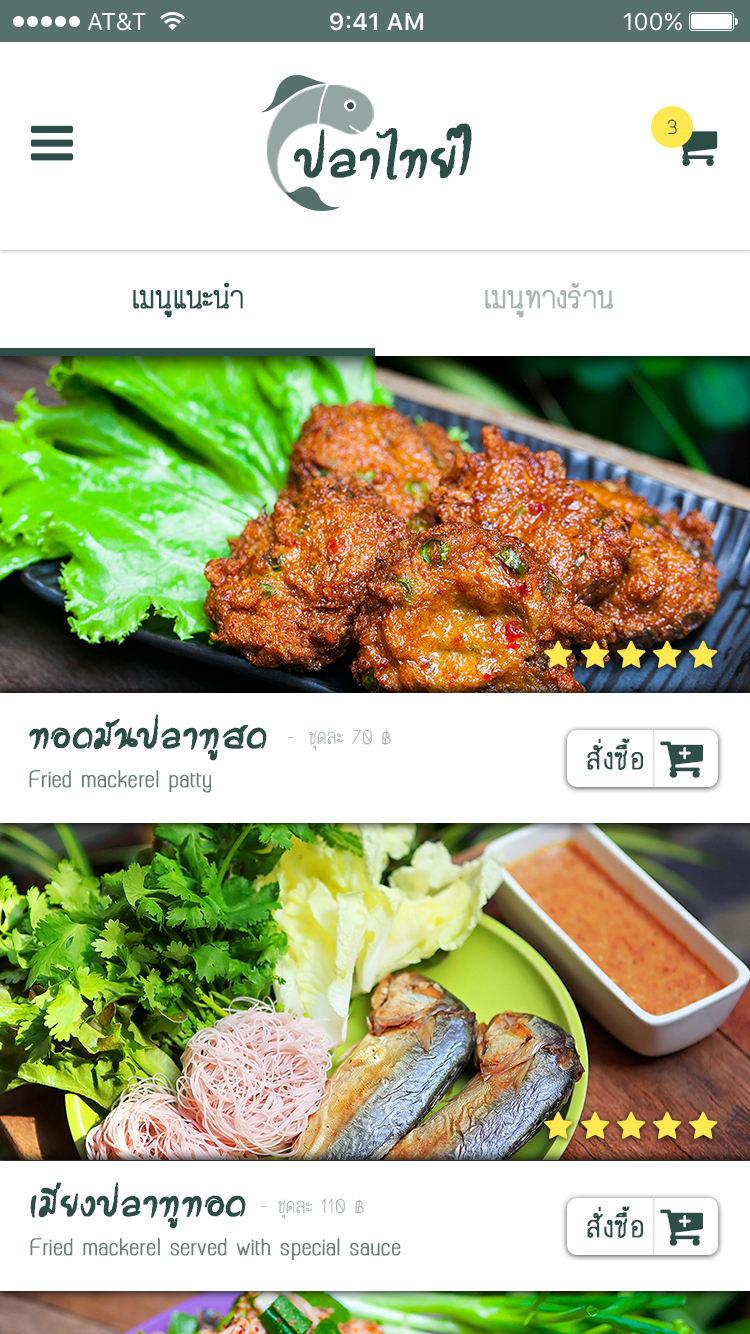 AT&T
9:41 AM
100%
3
ปลาไทย์ปี
เมนูแนะนำ
เมนูทางร้าน
ทอดมันปลาทูสด - ชุดละ 70 ฿
Fried mackerel patty
สั่งซื้อ
เมี่ยงปลาทูทอด - ชุดละ 110 ฿
Fried mackerel served with special sauce
สั่งซื้อ